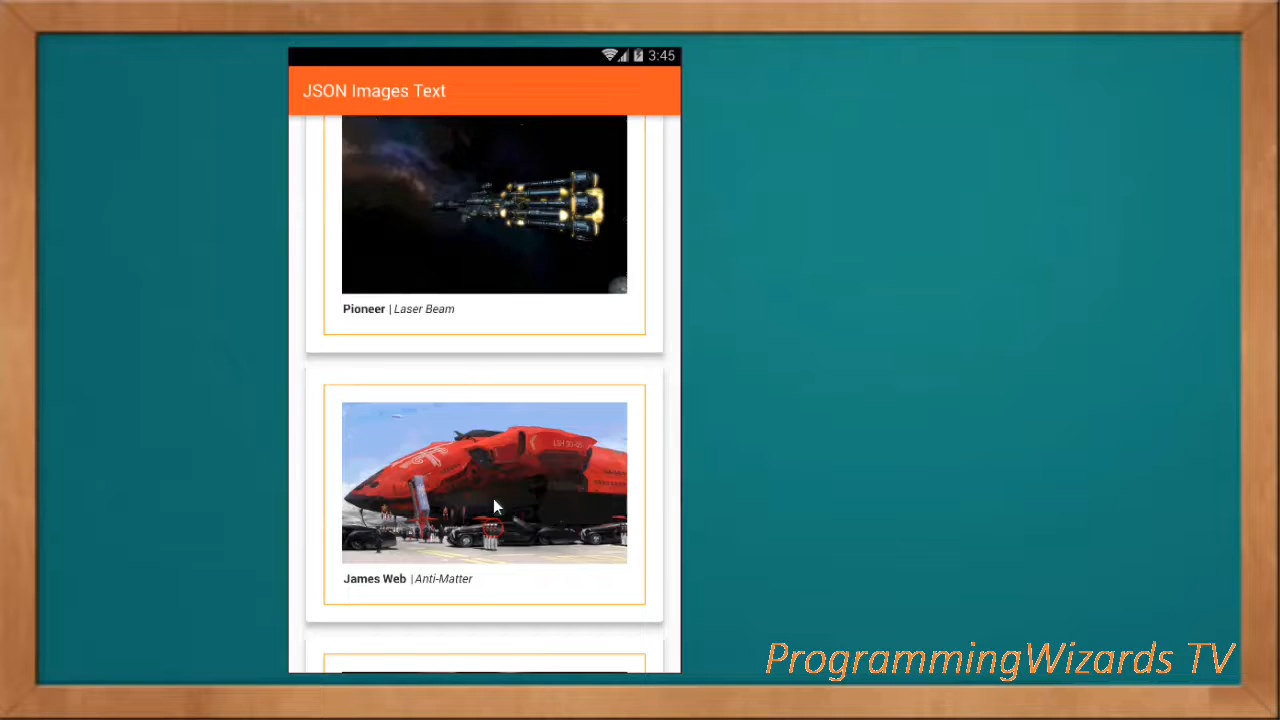 3:45
JSON Images Text
Pioneer | Laser Beam
James Web | Anti-Matter
ProgrammingWizards TV